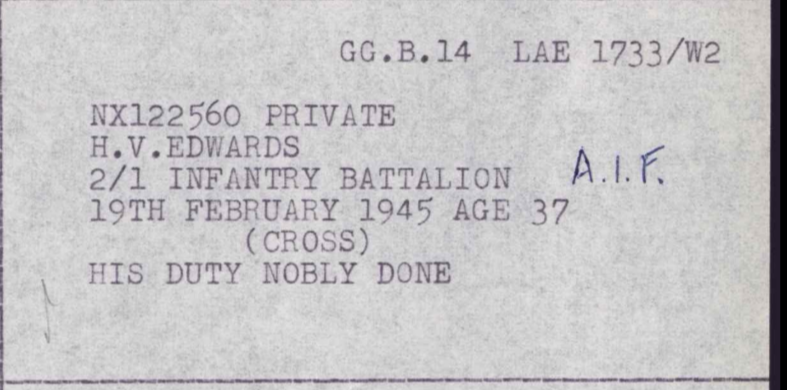 GG.B.14 LAE 1733/W2
NX122560 PRIVATE
H.V.EDWARDS
2/1 INFANTRY BATTALION A.I.F.
19TH FEBRUARY 1945 AGE 37
(CROSS)
HIS DUTY NOBLY DONE